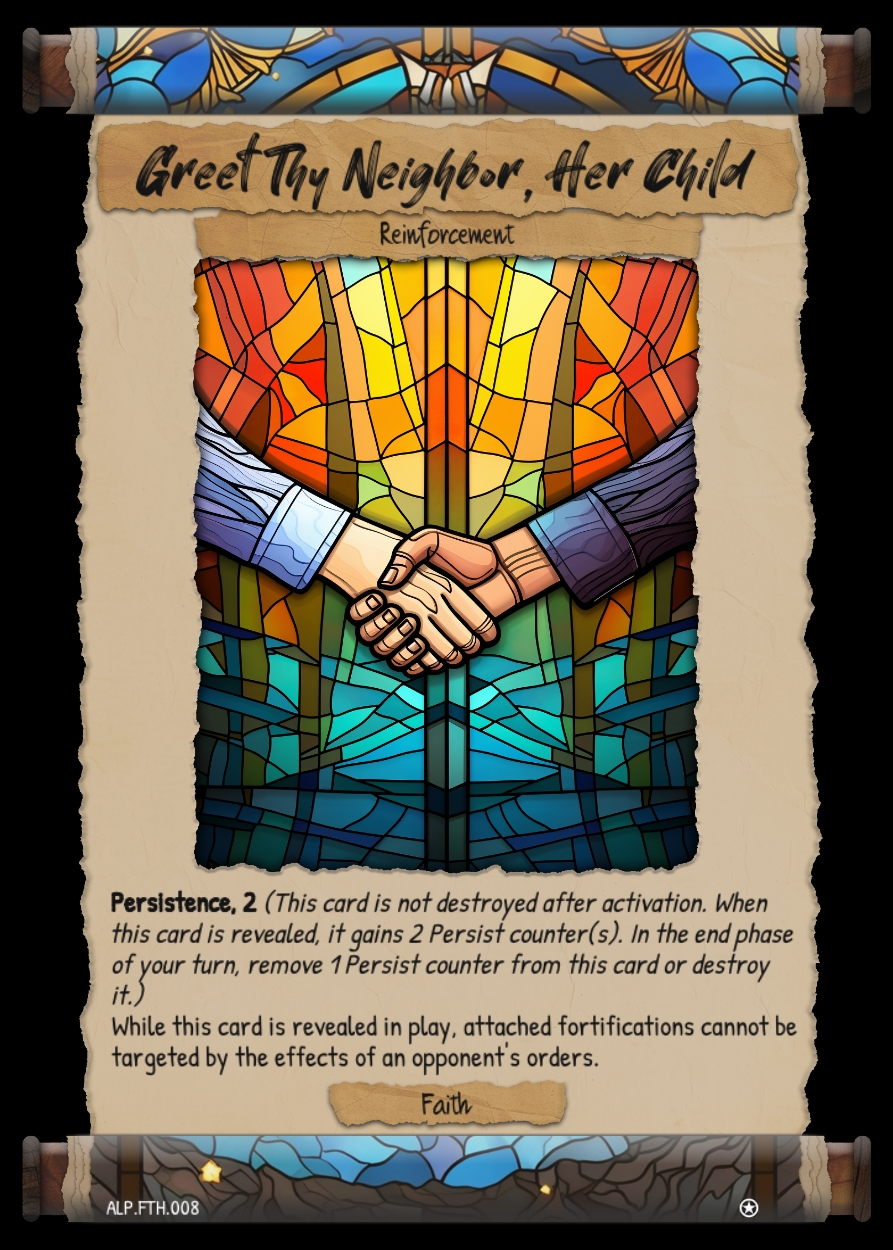 Greet Thy Neighbor, Her Child
Reinforcement
Persistence, 2 (This card is not destroyed after activation. When
this card is revealed, it gains 2 Persist counter(s). In the end phase
of your turn, remove 1 Persist counter from this card or destroy
it.)
While this card is revealed in play, attached fortifications cannot be
targeted by the effects of an opponent's orders.
Faith
ALP.FTH.008